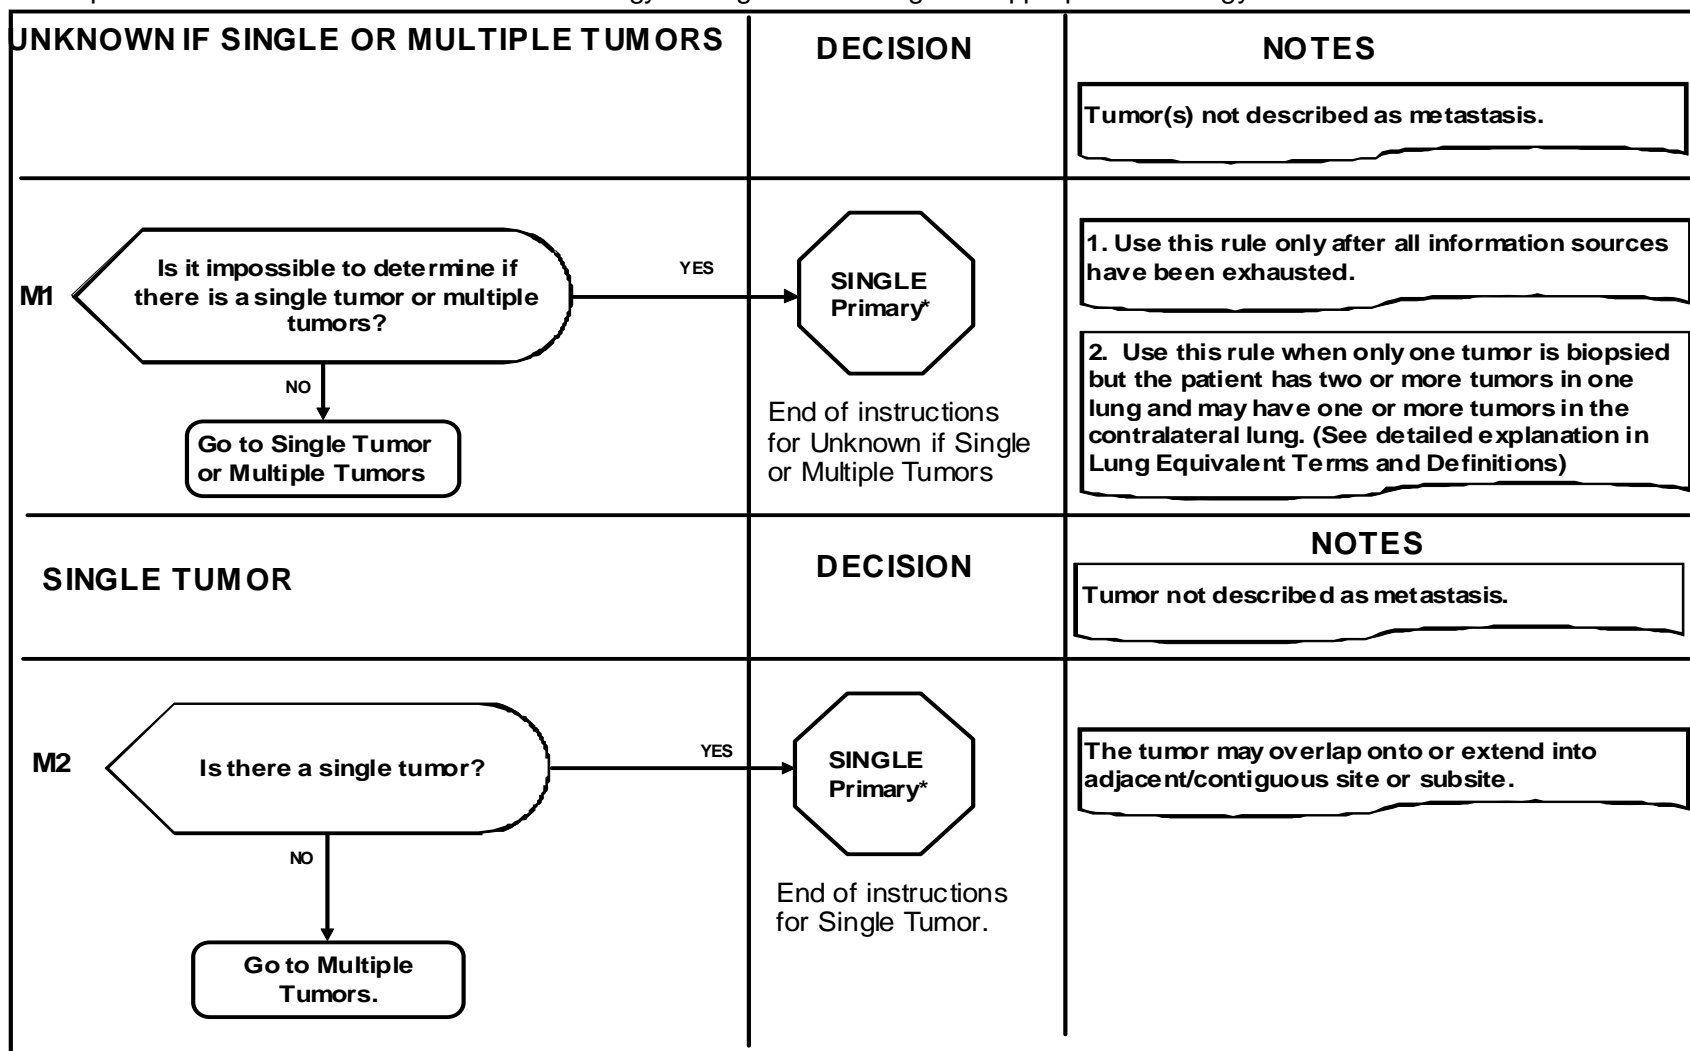 UNKNOWN IF SINGLE OR MULTIPLE TUMORS
DECISION
NOTES
Tumor(s) not described as metastasis.
M1
Is it impossible to determine if
there is a single tumor or multiple
tumors?
YES
NO
Go to Single Tumor
or Multiple Tumors
SINGLE
Primary*
End of instructions
for Unknown if Single
or Multiple Tumors
1. Use this rule only after all information sources
have been exhausted.
2. Use this rule when only one tumor is biopsied
but the patient has two or more tumors in one
lung and may have one or more tumors in the
contralateral lung. (See detailed explanation in
Lung Equivalent Terms and Definitions)
SINGLE TUMOR
DECISION
NOTES
Tumor not described as metastasis.
M2
Is there a single tumor?
YES
NO
Go to Multiple
Tumors.
SINGLE
Primary*
End of instructions
for Single Tumor.
The tumor may overlap onto or extend into
adjacent/contiguous site or subsite.